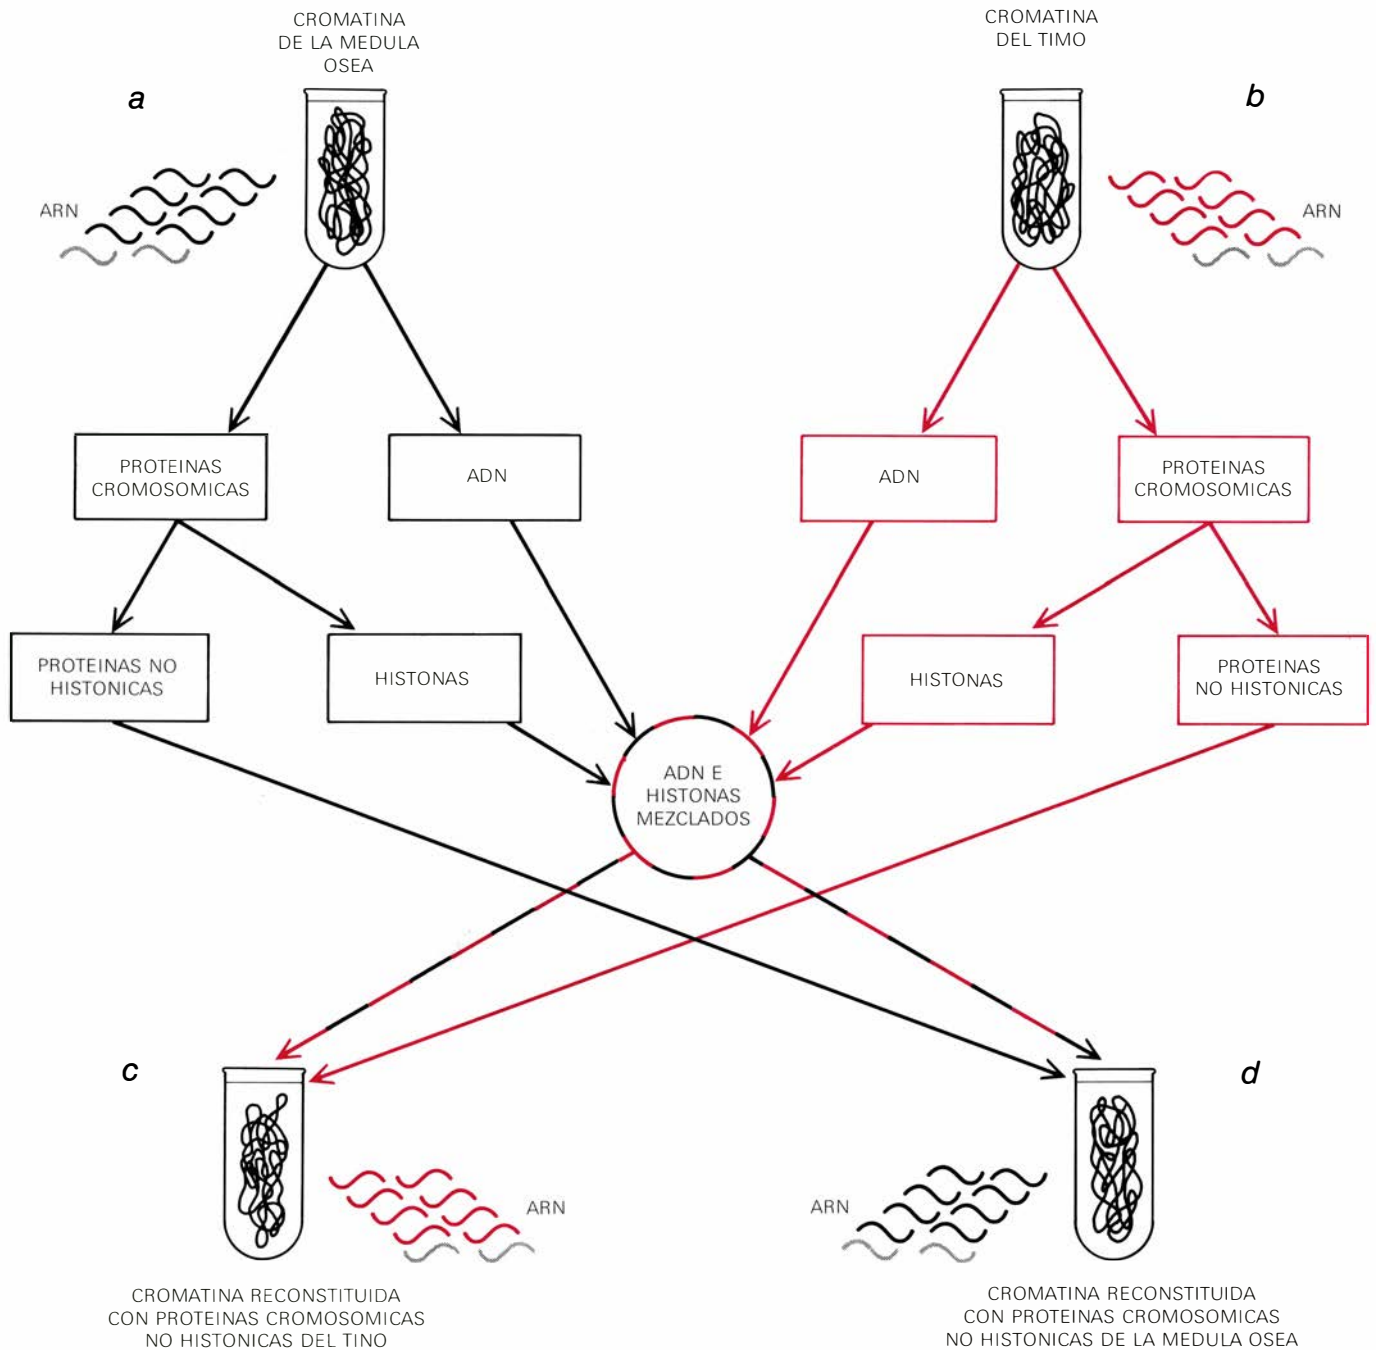 CROMATINA
DE LA MEDULA
OSEA
CROMATINA
DEL TIMO
a
b
ARN
ARN
PROTEINAS
CROMOSOMICAS
ADN
ADN
PROTEINAS
CROMOSOMICAS
PROTEINAS NO
HISTONICAS
HISTONAS
HISTONAS
PROTEINAS
NO HISTONICAS
ADN E
HISTONAS
MEZCLADOS
c
d
ARN
ARN
CROMATINA RECONSTITUIDA
CON PROTEINAS CROMOSOMICAS
NO HISTONICAS DEL TINO
CROMATINA RECONSTITUIDA
CON PROTEINAS CROMOSOMICAS
NO HISTONICAS DE LA MEDULA OSEA